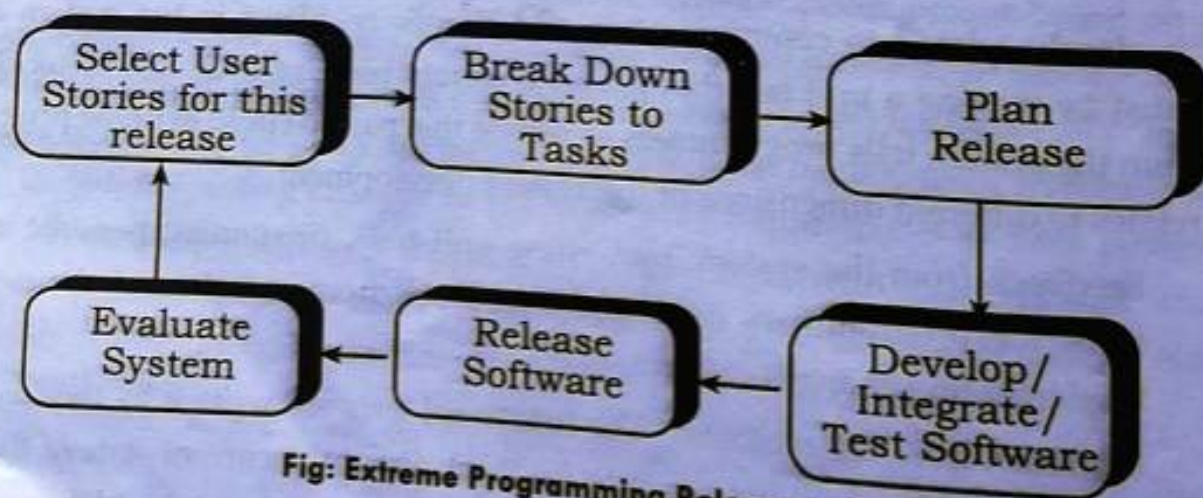 Select User
Stories for this
release
Break Down
Stories to
Tasks
Plan
Release
Develop/
Integrate/
Test Software
Release
Software
Evaluate
System
Fig: Extreme Programming